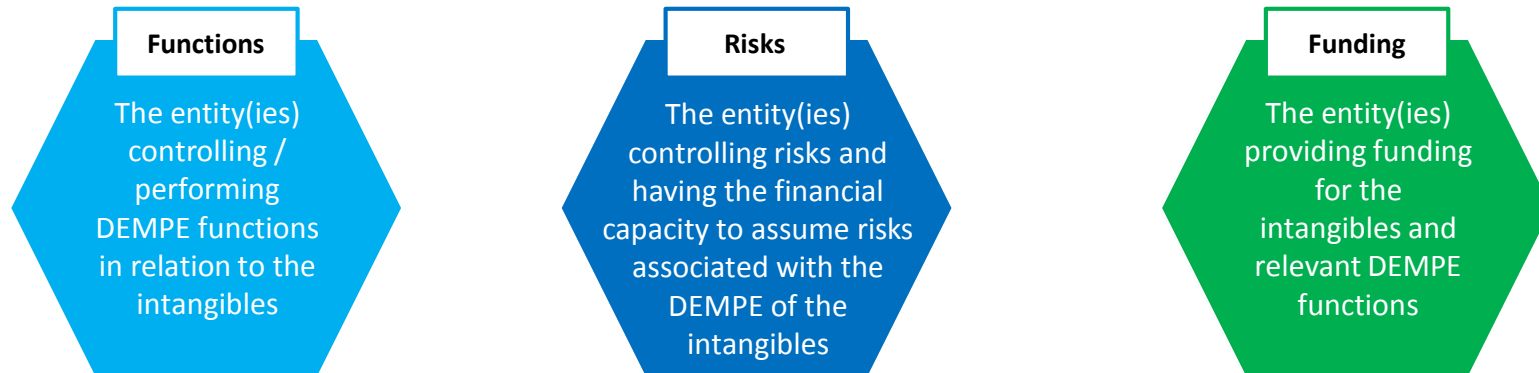 Functions
The entity(ies)
controlling /
performing
DEMPE functions
in relation to the
intangibles
Risks
The entity(ies)
controlling risks and
having the financial
capacity to assume risks
associated with the
DEMPE of the
intangibles
Funding
The entity(ies)
providing funding
for the
intangibles and
relevant DEMPE
functions